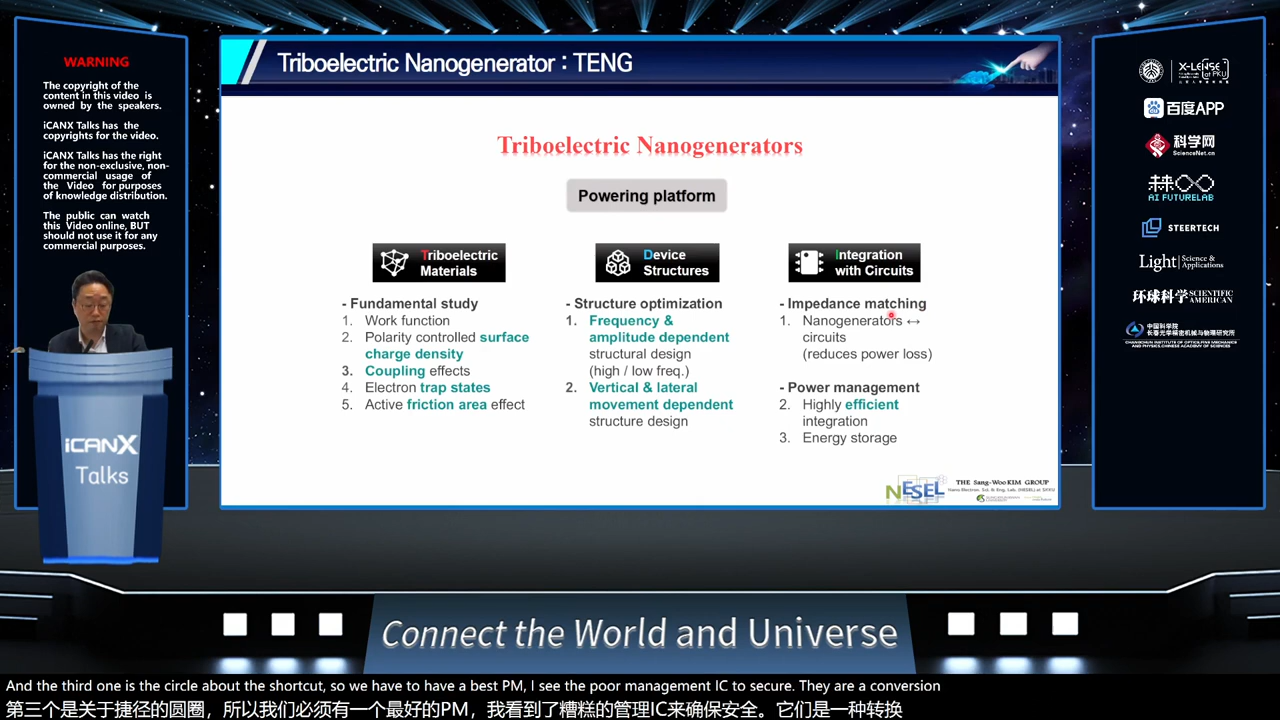 WARNING
The copyright of the
content in this video is
owned by the speakers.
iCANX Talks has the
copyrights for the video.
iCANX Talks has the right
for the non-exclusive, non-
commercial usage of
the Video for purposes
of knowledge distribution.
The public can watch
this Video online, BUT
should not use it for any
commercial purposes.
iCANX
Talks
Triboelectric Nanogenerator : TENG
Triboelectric Nanogenerators
Powering platform
Triboelectric
Materials
- Fundamental study
1. Work function
2. Polarity controlled surface
charge density
3. Coupling effects
4. Electron trap states
5. Active friction area effect
Device
Structures
- Structure optimization
1. Frequency &
amplitude dependent
structural design
(high / low freq.)
2. Vertical & lateral
movement dependent
structure design
Integration
with Circuits
- Impedance matching
1. Nanogenerators ↔
circuits
(reduces power loss)
- Power management
2. Highly efficient
integration
3. Energy storage
NESEL
THE Sang-Woo KIM GROUP
X-LENSE
at PKU
百度APP
科学网
ScienceNet.cn
未来
AI FUTURELAB
STEERTECH
Light Science & Applications
环球科学 SCIENTIFIC AMERICAN
中国科学院
长春光学精密机械与物理研究所
CHANGCHUN INSTITUTE OF OPTICS, FINE MECHANICS
AND PHYSICS, CHINESE ACADEMY OF SCIENCES
Connect the World and Universe
And the third one is the circle about the shortcut, so we have to have a best PM, I see the poor management IC to secure. They are a conversion
第三个是关于捷径的圆圈，所以我们必须有一个最好的PM，我看到了糟糕的管理IC来确保安全。它们是一种转换